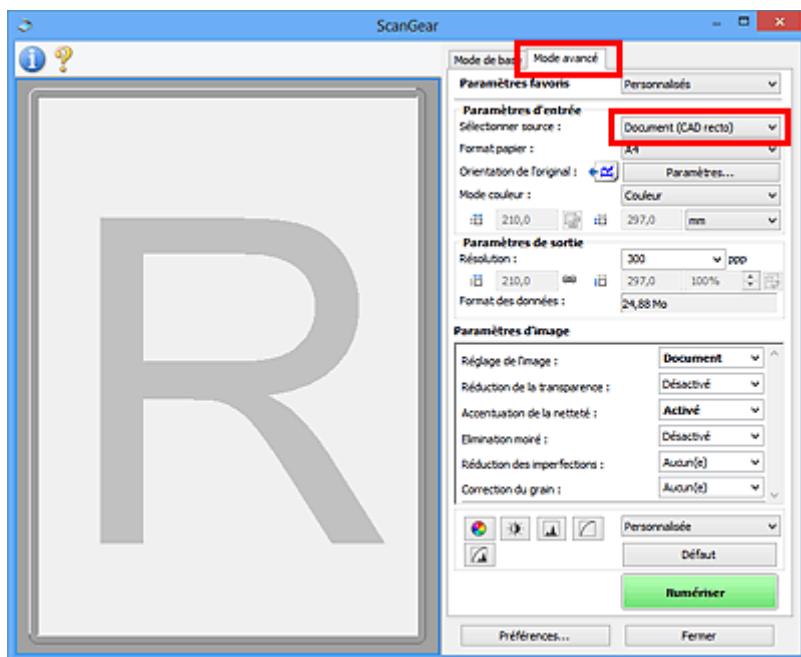 ScanGear
Mode de base Mode avancé
Paramètres favoris Personnalisés
Paramètres d'entrée
Sélectionner source : Document (CAD recto)
Format papier : A4
Orientation de l'original : Paramètres...
Mode couleur : Couleur
210,0 297,0 mm
Paramètres de sortie
Résolution : 300 ppp
210,0 297,0 100%
Format des données : 24,88 Mo
Paramètres d'image
Réglage de l'image : Document
Réduction de la transparence : Désactivé
Accentuation de la netteté : Activé
Elimination moiré : Désactivé
Réduction des imperfections : Aucun(e)
Correction du grain : Aucun(e)
Personnalisée
Défaut
Numériser
Préférences... Fermer
R